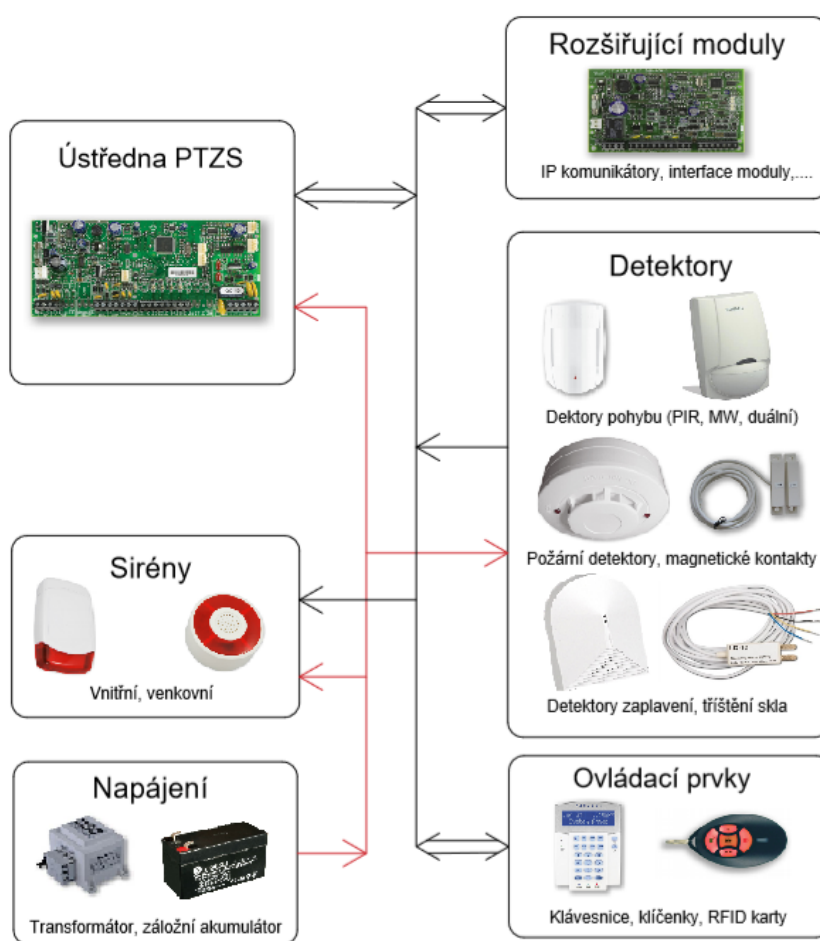 Rozšiřující moduly
IP komunikátory, interface moduly,....
Ústředna PTZS
Detektory
Dektory pohybu (PIR, MW, duální)
Požární detektory, magnetické kontakty
Detektory zaplavení, tříštění skla
Sirény
Vnitřní, venkovní
Napájení
Transformátor, záložní akumulátor
Ovládací prvky
Klávesnice, klíčenky, RFID karty